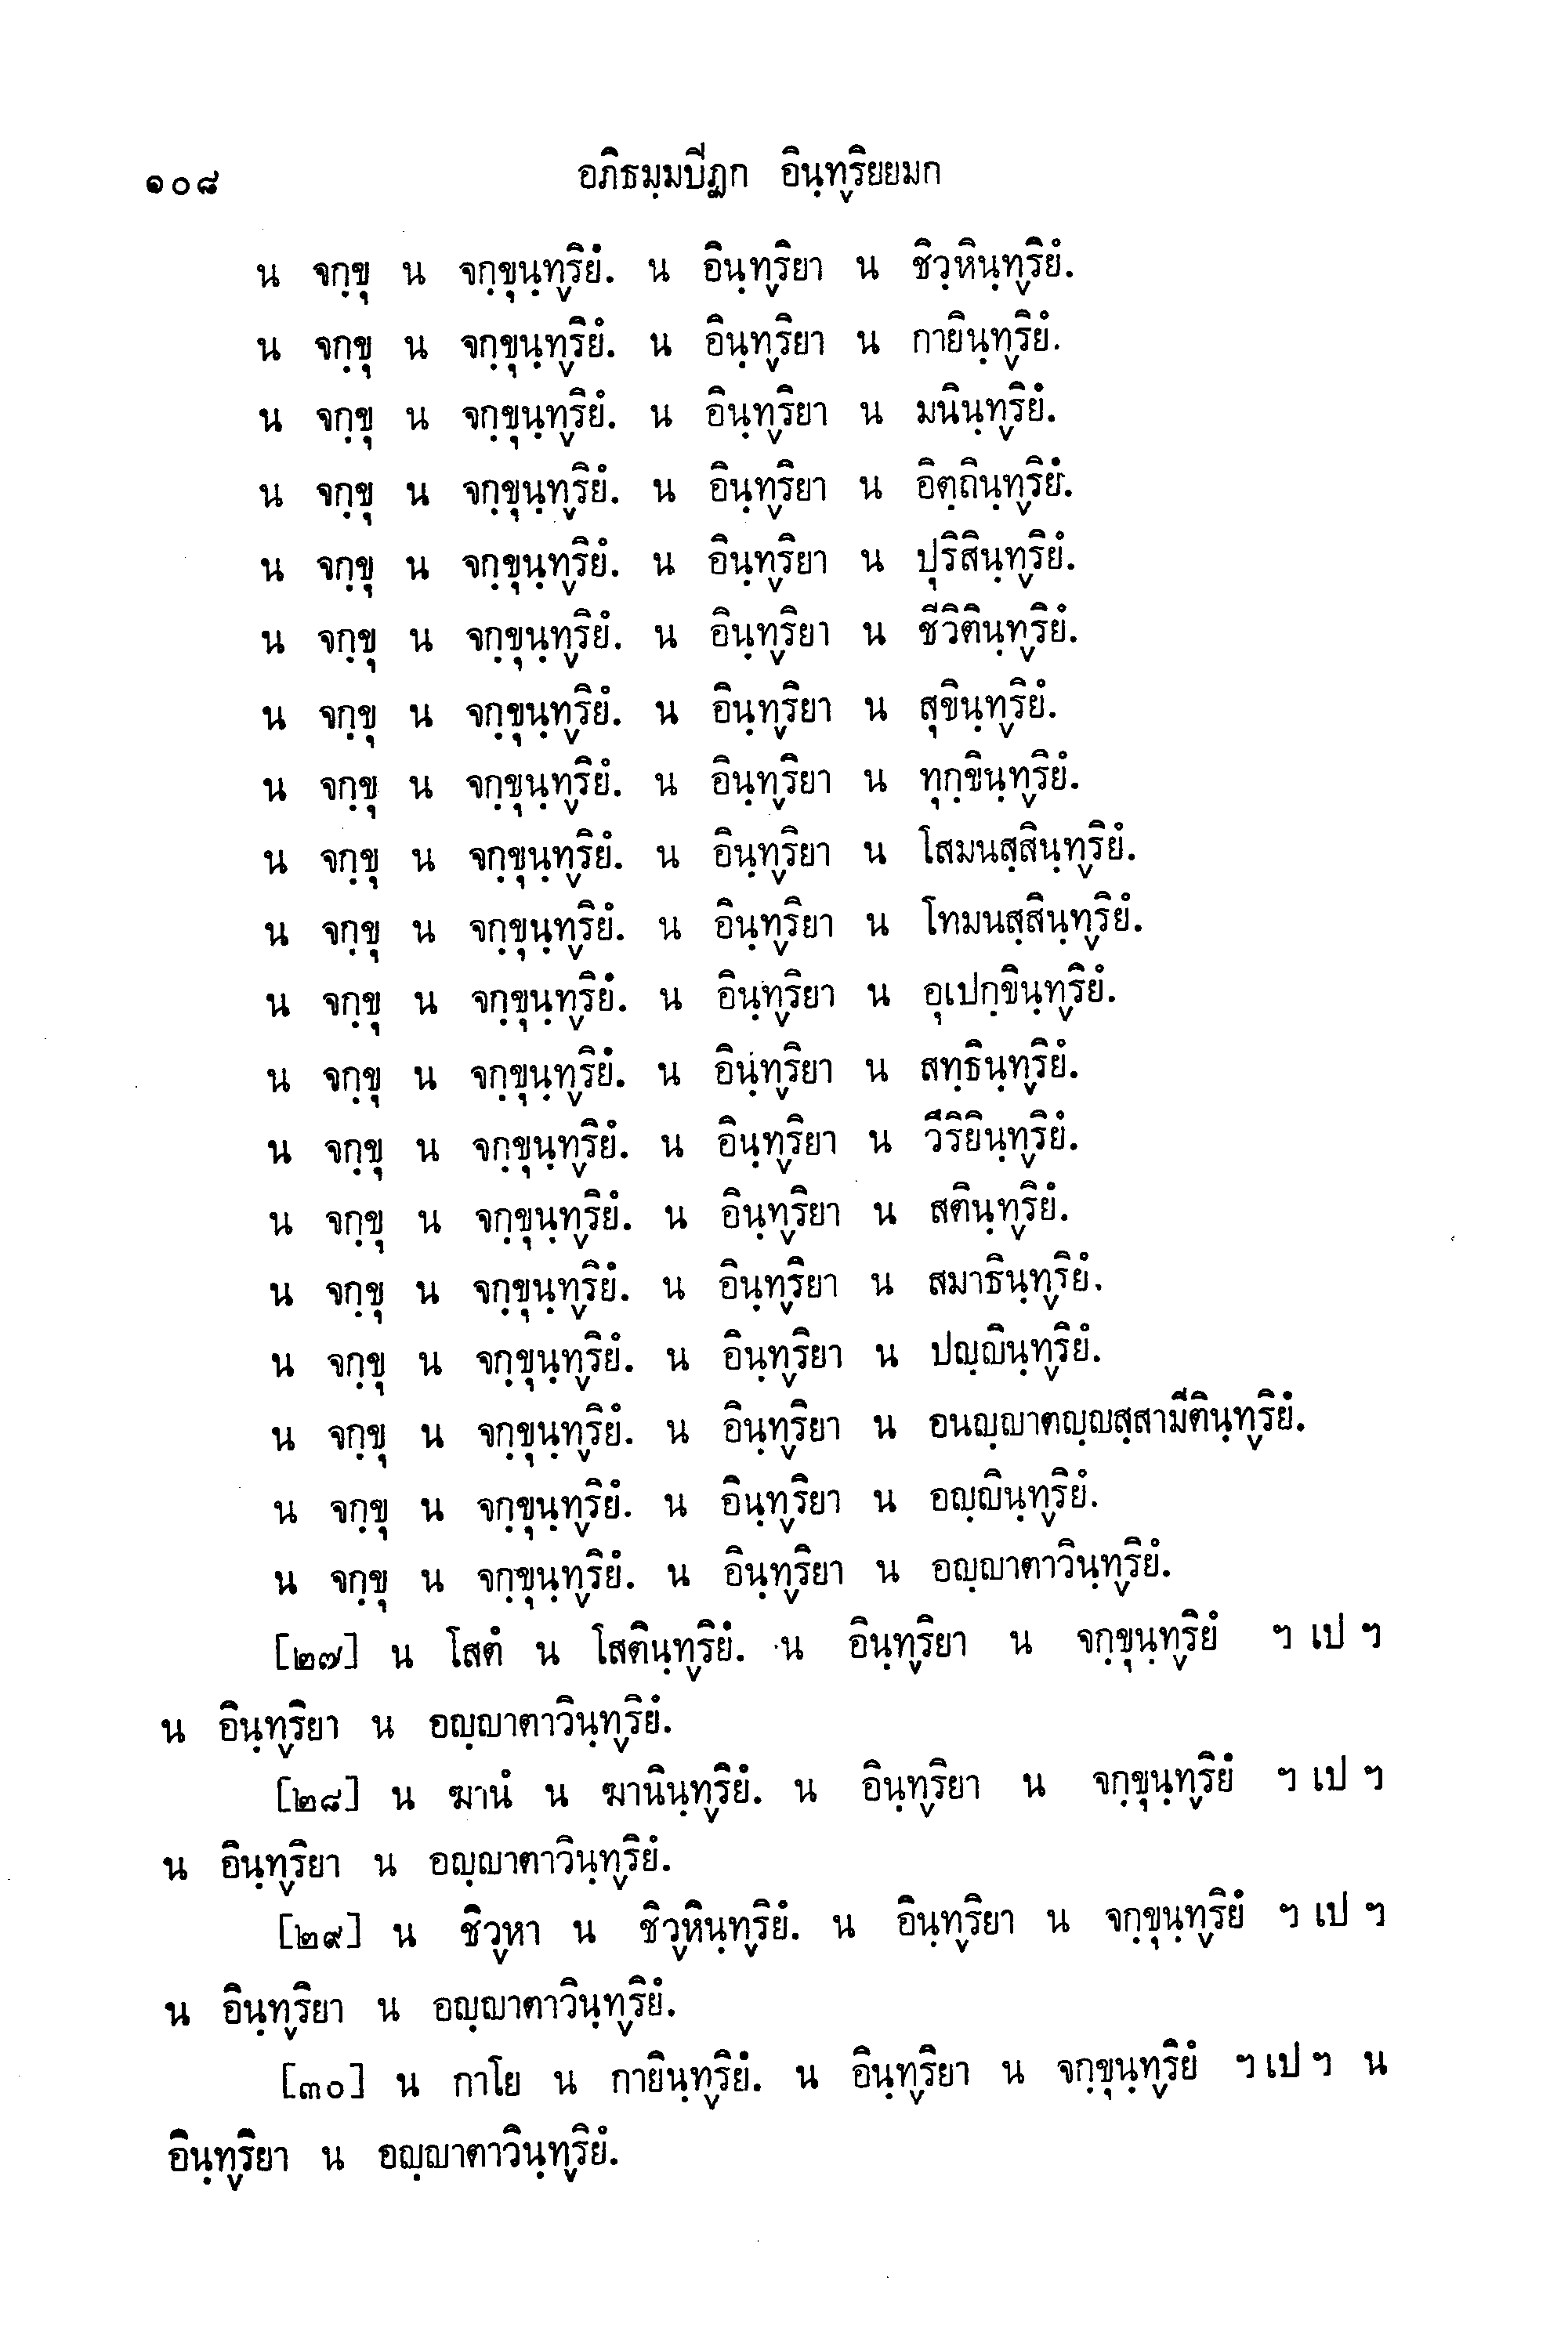 ๑๐๘
อภิธมฺมปีฏก อินฺท๎ริยยมก
น จกฺขุ น จกฺขุนฺท๎ริยํ. น อินฺท๎ริยา น ชิวฺหินฺท๎ริยํ.
น จกฺขุ น จกฺขุนฺท๎ริยํ. น อินฺท๎ริยา น กายินฺท๎ริยํ.
น จกฺขุ น จกฺขุนฺท๎ริยํ. น อินฺท๎ริยา น มนินฺท๎ริยํ.
น จกฺขุ น จกฺขุนฺท๎ริยํ. น อินฺท๎ริยา น อิตฺถินฺท๎ริยํ.
น จกฺขุ น จกฺขุนฺท๎ริยํ. น อินฺท๎ริยา น ปุริสินฺท๎ริยํ.
น จกฺขุ น จกฺขุนฺท๎ริยํ. น อินฺท๎ริยา น ชีวิตินฺท๎ริยํ.
น จกฺขุ น จกฺขุนฺท๎ริยํ. น อินฺท๎ริยา น สุขินฺท๎ริยํ.
น จกฺขุ น จกฺขุนฺท๎ริยํ. น อินฺท๎ริยา น ทุกฺขินฺท๎ริยํ.
น จกฺขุ น จกฺขุนฺท๎ริยํ. น อินฺท๎ริยา น โสมนสฺสินฺท๎ริยํ.
น จกฺขุ น จกฺขุนฺท๎ริยํ. น อินฺท๎ริยา น โทมนสฺสินฺท๎ริยํ.
น จกฺขุ น จกฺขุนฺท๎ริยํ. น อินฺท๎ริยา น อุเปกฺขินฺท๎ริยํ.
น จกฺขุ น จกฺขุนฺท๎ริยํ. น อินฺท๎ริยา น สทฺธินฺท๎ริยํ.
น จกฺขุ น จกฺขุนฺท๎ริยํ. น อินฺท๎ริยา น วีริยินฺท๎ริยํ.
น จกฺขุ น จกฺขุนฺท๎ริยํ. น อินฺท๎ริยา น สตินฺท๎ริยํ.
น จกฺขุ น จกฺขุนฺท๎ริยํ. น อินฺท๎ริยา น สมาธินฺท๎ริยํ.
น จกฺขุ น จกฺขุนฺท๎ริยํ. น อินฺท๎ริยา น ปญฺญินฺท๎ริยํ.
น จกฺขุ น จกฺขุนฺท๎ริยํ. น อินฺท๎ริยา น อนญฺญาตญฺญสฺสามีตินฺท๎ริยํ.
น จกฺขุ น จกฺขุนฺท๎ริยํ. น อินฺท๎ริยา น อญฺญินฺท๎ริยํ.
น จกฺขุ น จกฺขุนฺท๎ริยํ. น อินฺท๎ริยา น อญฺญาตาวินฺท๎ริยํ.
[๒๗] น โสตํ น โสตินฺท๎ริยํ. น อินฺท๎ริยา น จกฺขุนฺท๎ริยํ ฯ เป ฯ
น อินฺท๎ริยา น อญฺญาตาวินฺท๎ริยํ.
[๒๘] น ฆานํ น ฆานินฺท๎ริยํ. น อินฺท๎ริยา น จกฺขุนฺท๎ริยํ ฯ เป ฯ
น อินฺท๎ริยา น อญฺญาตาวินฺท๎ริยํ.
[๒๙] น ชิว๎หา น ชิว๎หินฺท๎ริยํ. น อินฺท๎ริยา น จกฺขุนฺท๎ริยํ ฯ เป ฯ
น อินฺท๎ริยา น อญฺญาตาวินฺท๎ริยํ.
[๓๐] น กาโย น กายินฺท๎ริยํ. น อินฺท๎ริยา น จกฺขุนฺท๎ริยํ ฯ เป ฯ น
อินฺท๎ริยา น อญฺญาตาวินฺท๎ริยํ.